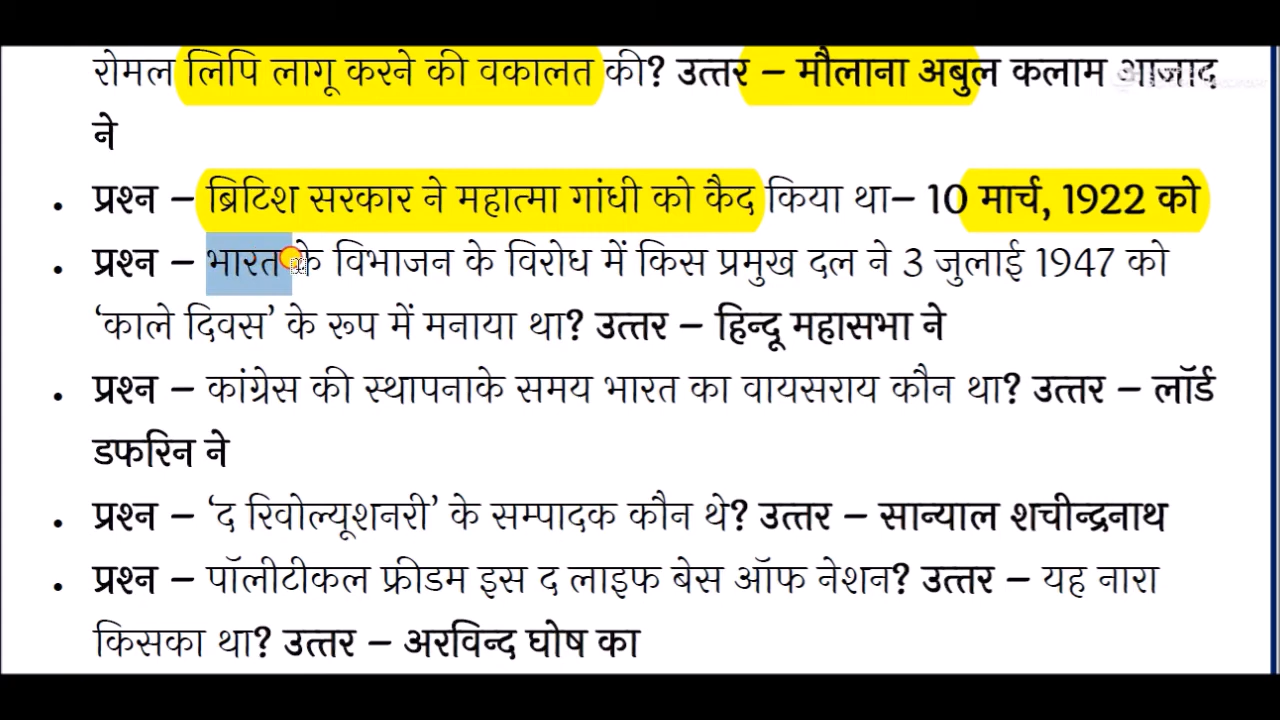 रोमल लिपि लागू करने की वकालत की? उत्तर – मौलाना अबुल कलाम आजाद
ने
• प्रश्न – ब्रिटिश सरकार ने महात्मा गांधी को कैद किया था– 10 मार्च, 1922 को
• प्रश्न – भारत के विभाजन के विरोध में किस प्रमुख दल ने 3 जुलाई 1947 को
‘काले दिवस’ के रूप में मनाया था? उत्तर – हिन्दू महासभा ने
• प्रश्न – कांग्रेस की स्थापनाके समय भारत का वायसराय कौन था? उत्तर – लॉर्ड
डफरिन ने
• प्रश्न – ‘द रिवोल्यूशनरी’ के सम्पादक कौन थे? उत्तर – सान्याल शचीन्द्रनाथ
• प्रश्न – पॉलीटीकल फ्रीडम इस द लाइफ बेस ऑफ नेशन? उत्तर – यह नारा
किसका था? उत्तर – अरविन्द घोष का